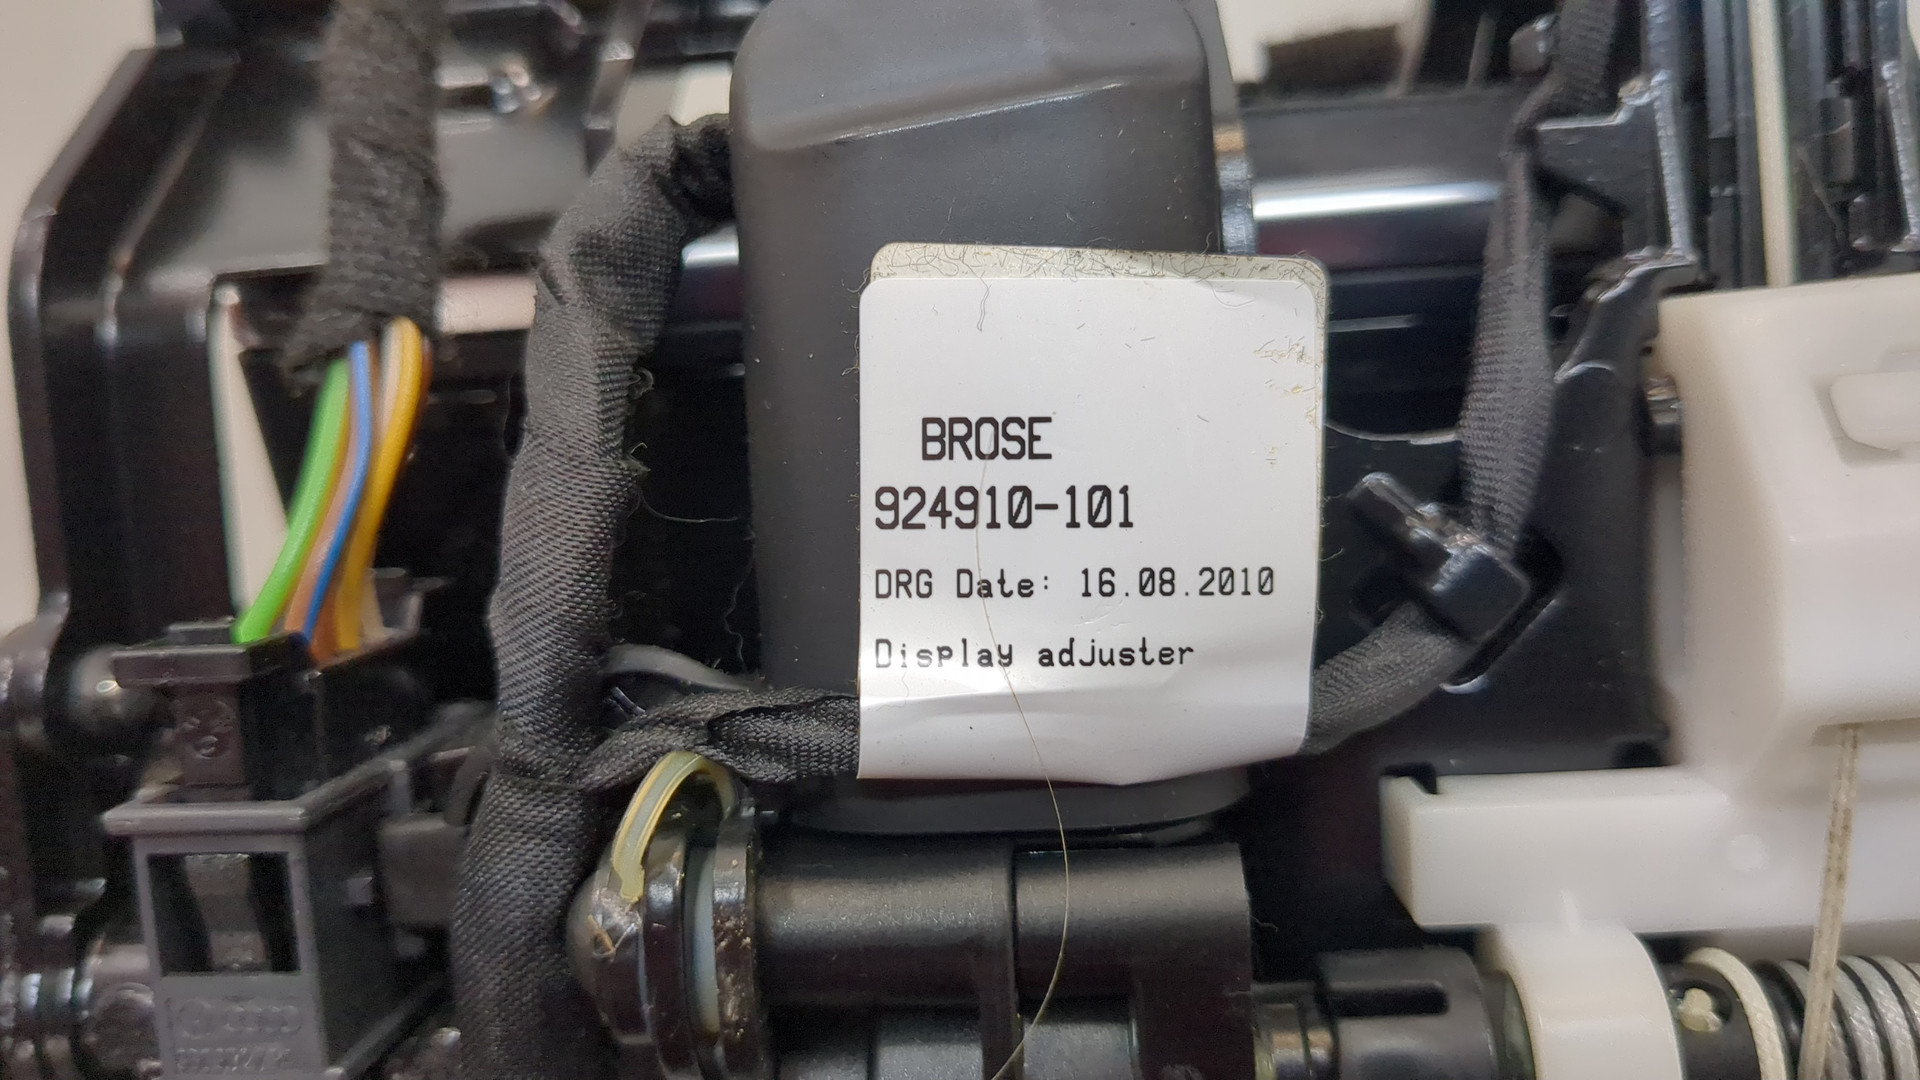 BROSE
924910-101
DRG Date: 16.08.2010
Display adjuster